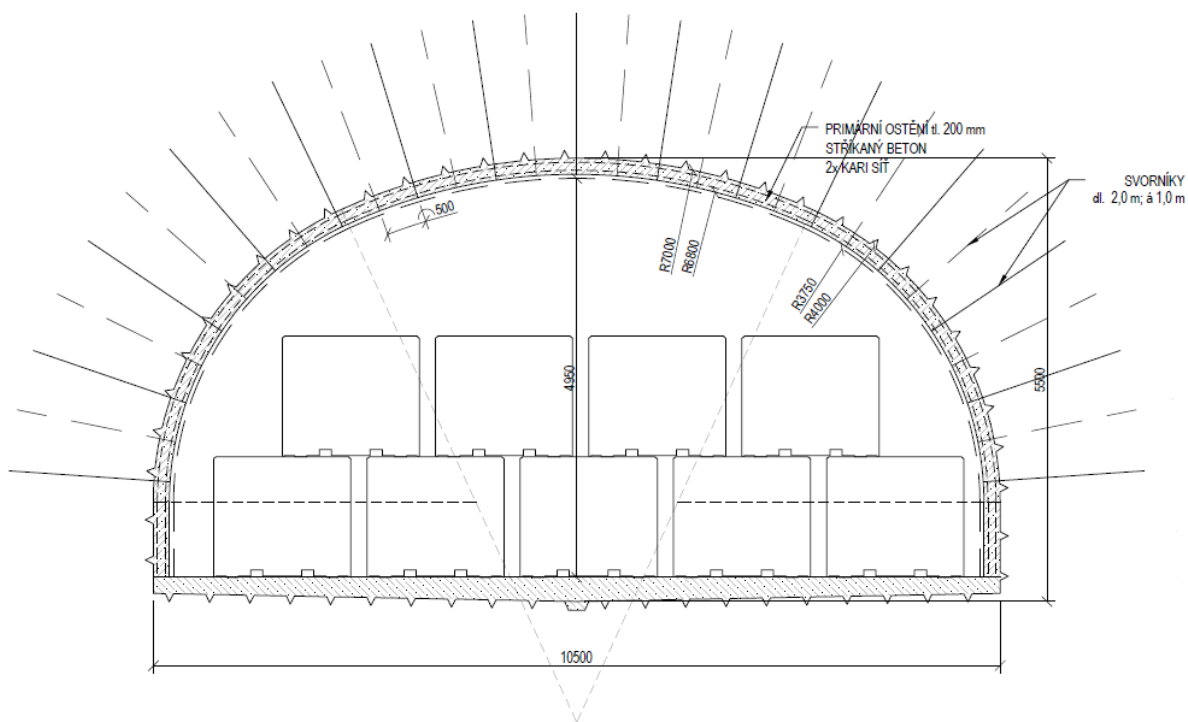 PRIMÁRNÍ OSTĚNÍ tl. 200 mm
STŘÍKANÝ BETON
2x KARI SÍŤ
SVORNÍKY
dl. 2,0 m; á 1,0 m
500
R7000
R6800
R3750
R4000
4950
5500
10500